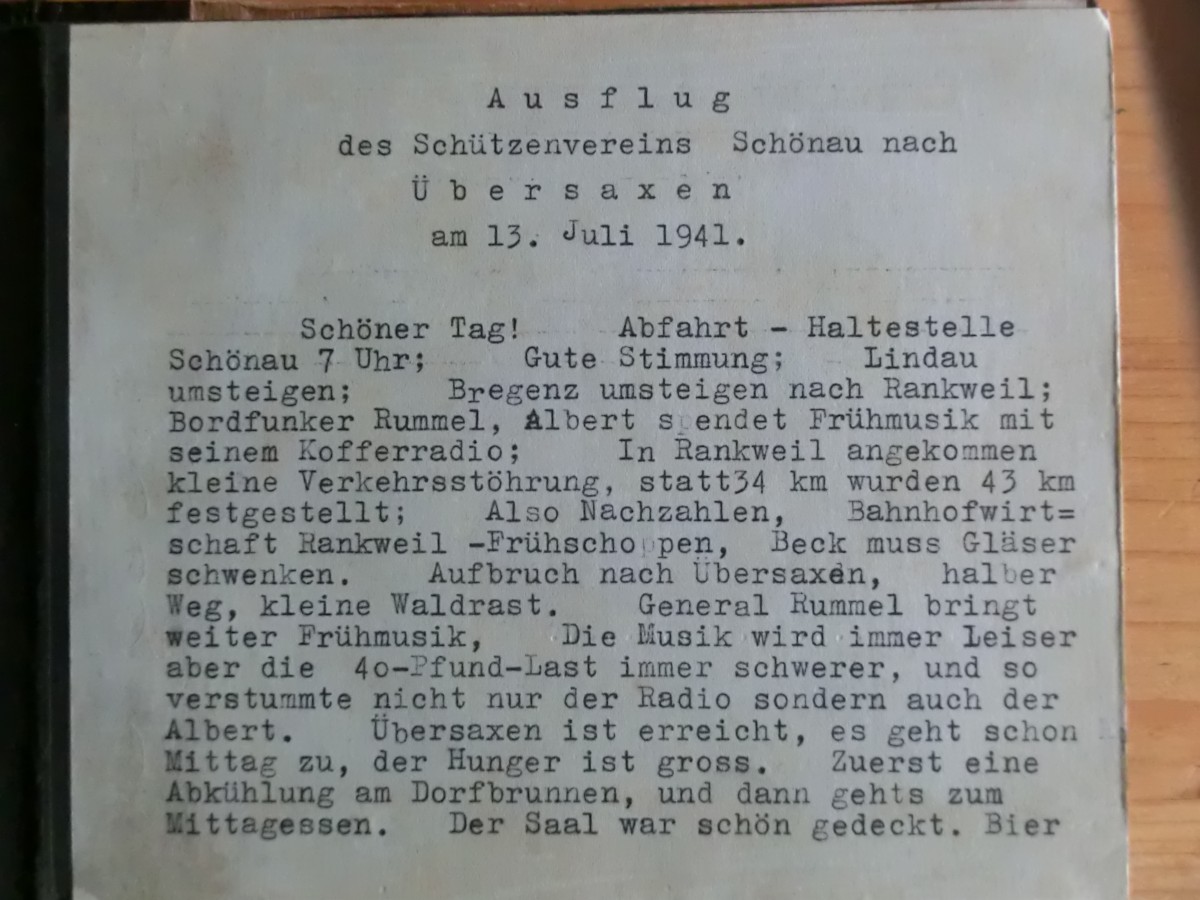 A u s f l u g
des Schützenvereins Schönau nach
Ü b e r s a x e n
am 13. Juli 1941.
Schöner Tag! Abfahrt - Haltestelle
Schönau 7 Uhr; Gute Stimmung; Lindau
umsteigen; Bregenz umsteigen nach Rankweil;
Bordfunker Rummel, Albert spendet Frühmusik mit
seinem Kofferradio; In Rankweil angekommen
kleine Verkehrsstöhrung, statt34 km wurden 43 km
festgestellt; Also Nachzahlen, Bahnhofwirt=
schaft Rankweil -Frühschoppen, Beck muss Gläser
schwenken. Aufbruch nach Übersaxen, halber
Weg, kleine Waldrast. General Rummel bringt
weiter Frühmusik, Die Musik wird immer Leiser
aber die 4o-Pfund-Last immer schwerer, und so
verstummte nicht nur der Radio sondern auch der
Albert. Übersaxen ist erreicht, es geht schon
Mittag zu, der Hunger ist gross. Zuerst eine
Abkühlung am Dorfbrunnen, und dann gehts zum
Mittagessen. Der Saal war schön gedeckt. Bier